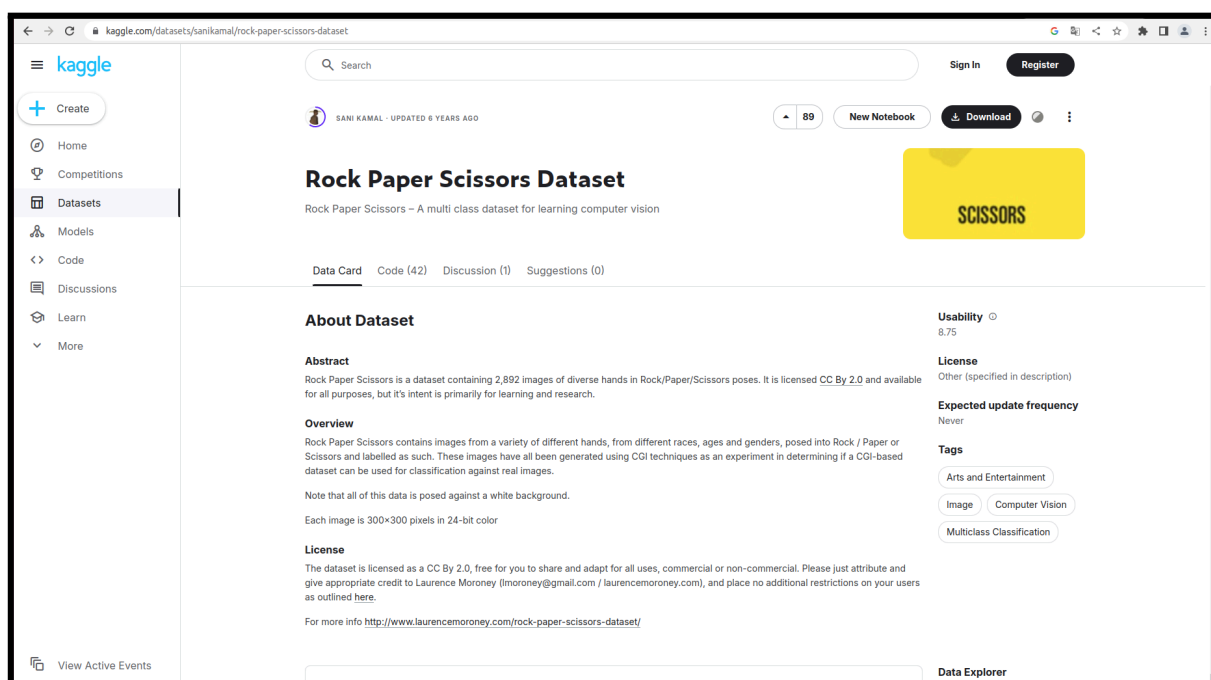 kaggle.com/datasets/sanikamal/rock-paper-scissors-dataset
kaggle
Search
Sign In
Register
Create
SANI KAMAL · UPDATED 6 YEARS AGO
89
New Notebook
Download
Home
Competitions
Datasets
Models
Code
Discussions
Learn
More
Rock Paper Scissors Dataset
Rock Paper Scissors – A multi class dataset for learning computer vision
SCISSORS
Data Card
Code (42)
Discussion (1)
Suggestions (0)
About Dataset
Abstract
Rock Paper Scissors is a dataset containing 2,892 images of diverse hands in Rock/Paper/Scissors poses. It is licensed CC By 2.0 and available
for all purposes, but it's intent is primarily for learning and research.
Overview
Rock Paper Scissors contains images from a variety of different hands, from different races, ages and genders, posed into Rock / Paper or
Scissors and labelled as such. These images have all been generated using CGI techniques as an experiment in determining if a CGI-based
dataset can be used for classification against real images.
Note that all of this data is posed against a white background.
Each image is 300×300 pixels in 24-bit color
License
The dataset is licensed as a CC By 2.0, free for you to share and adapt for all uses, commercial or non-commercial. Please just attribute and
give appropriate credit to Laurence Moroney (lmoroney@gmail.com / laurencemoroney.com), and place no additional restrictions on your users
as outlined here.
For more info http://www.laurencemoroney.com/rock-paper-scissors-dataset/
Usability
8.75
License
Other (specified in description)
Expected update frequency
Never
Tags
Arts and Entertainment
Image
Computer Vision
Multiclass Classification
View Active Events
Data Explorer